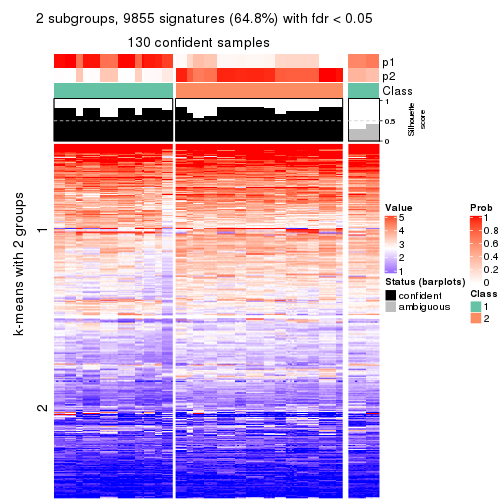 2 subgroups, 9855 signatures (64.8%) with fdr < 0.05
130 confident samples
p1
p2
Class
1
0.5
0
Silhouette
score
k-means with 2 groups
1
2
Value
5
4
3
2
1
Status (barplots)
confident
ambiguous
Prob
1
0.8
0.6
0.4
0.2
0
Class
1
2